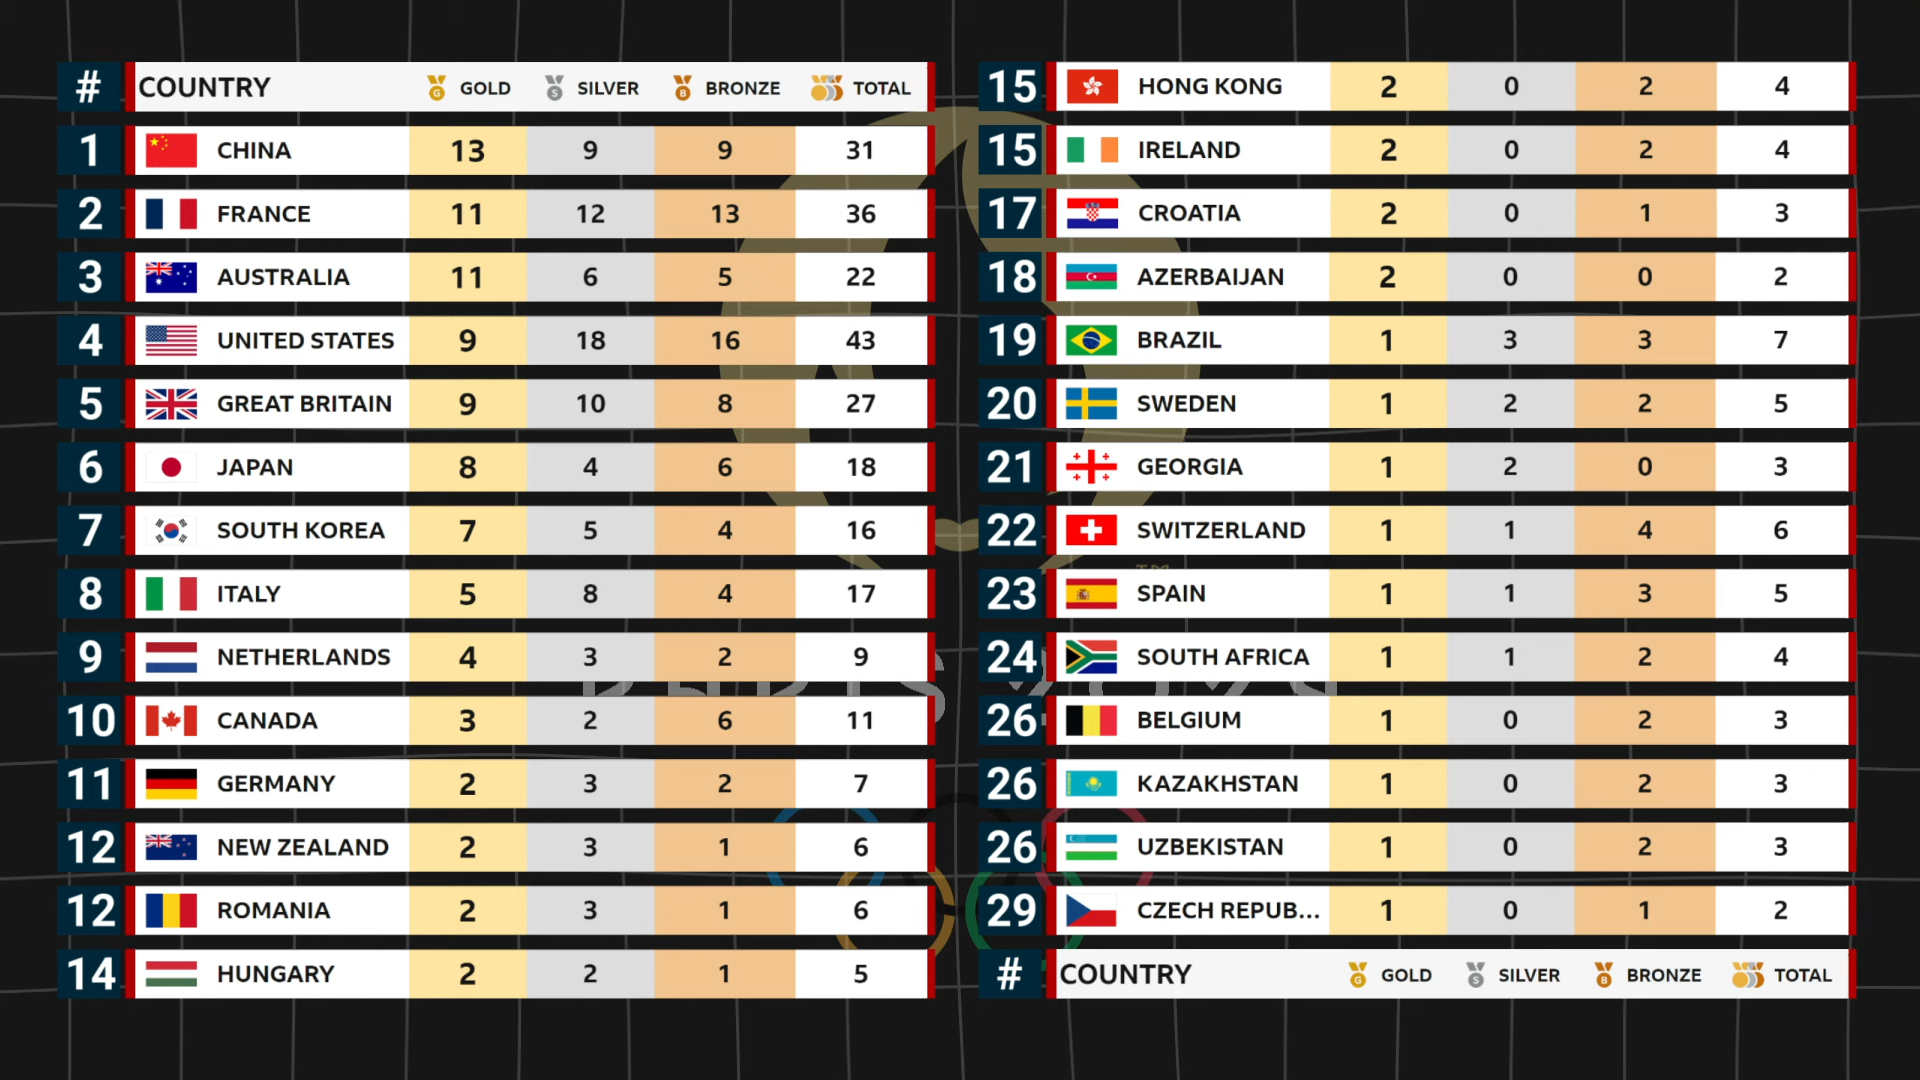 # COUNTRY GOLD SILVER BRONZE TOTAL
1 CHINA 13 9 9 31
2 FRANCE 11 12 13 36
3 AUSTRALIA 11 6 5 22
4 UNITED STATES 9 18 16 43
5 GREAT BRITAIN 9 10 8 27
6 JAPAN 8 4 6 18
7 SOUTH KOREA 7 5 4 16
8 ITALY 5 8 4 17
9 NETHERLANDS 4 3 2 9
10 CANADA 3 2 6 11
11 GERMANY 2 3 2 7
12 NEW ZEALAND 2 3 1 6
12 ROMANIA 2 3 1 6
14 HUNGARY 2 2 1 5
15 HONG KONG 2 0 2 4
15 IRELAND 2 0 2 4
17 CROATIA 2 0 1 3
18 AZERBAIJAN 2 0 0 2
19 BRAZIL 1 3 3 7
20 SWEDEN 1 2 2 5
21 GEORGIA 1 2 0 3
22 SWITZERLAND 1 1 4 6
23 SPAIN 1 1 3 5
24 SOUTH AFRICA 1 1 2 4
26 BELGIUM 1 0 2 3
26 KAZAKHSTAN 1 0 2 3
26 UZBEKISTAN 1 0 2 3
29 CZECH REPUB... 1 0 1 2
# COUNTRY GOLD SILVER BRONZE TOTAL